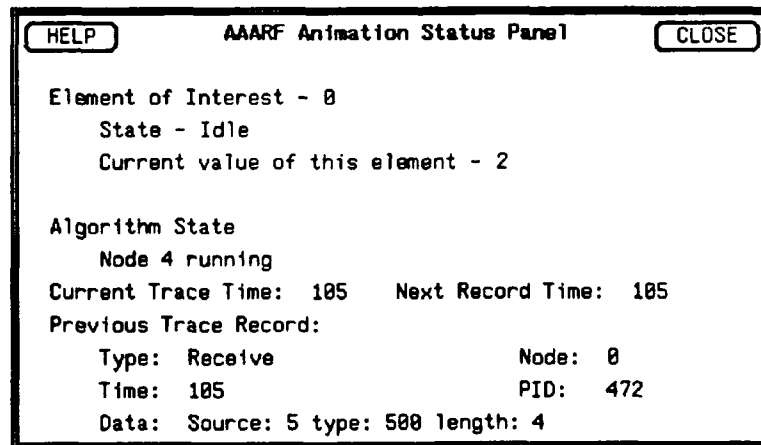 HELP AAARF Animation Status Panel CLOSE
Element of Interest - 0
State - Idle
Current value of this element - 2
Algorithm State
Node 4 running
Current Trace Time: 105 Next Record Time: 105
Previous Trace Record:
Type: Receive Node: 0
Time: 105 PID: 472
Data: Source: 5 type: 500 length: 4